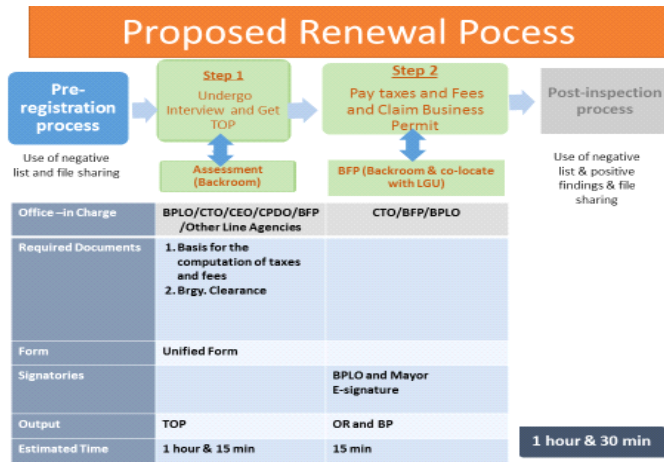 Proposed Renewal Pocess
Pre-
registration
process
Use of negative
list and file sharing
Step 1
Undergo
Interview and Get
TOP
Assessment
(Backroom)
Step 2
Pay taxes and Fees
and Claim Business
Permit
BFP (Backroom & co-locate
with LGU)
Post-inspection
process
Use of negative
list & positive
findings & file
sharing
Office –in Charge
BPLO/CTO/CEO/CPDO/BFP
/Other Line Agencies
CTO/BFP/BPLO
Required Documents
1. Basis for the
computation of taxes
and fees
2. Brgy. Clearance
Form
Unified Form
Signatories
BPLO and Mayor
E-signature
Output
TOP
OR and BP
Estimated Time
1 hour & 15 min
15 min
1 hour & 30 min